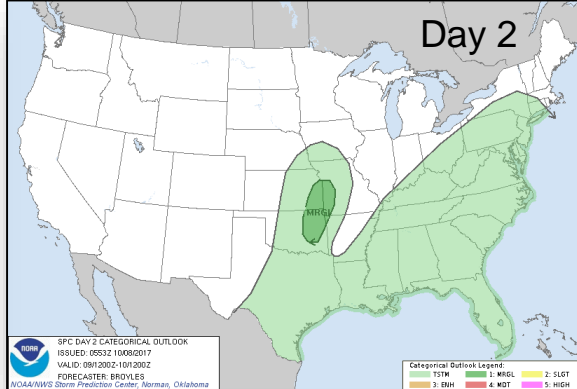 Day 2
MRGL
NOAA
SPC DAY 2 CATEGORICAL OUTLOOK
ISSUED: 0553Z 10/08/2017
VALID: 09/1200Z-10/1200Z
FORECASTER: BROYLES
NOAA/NWS Storm Prediction Center, Norman, Oklahoma
Categorical Outlook Legend:
TSTM 1: MRGL 2: SLGT
3: ENH 4: MDT 5: HIGH